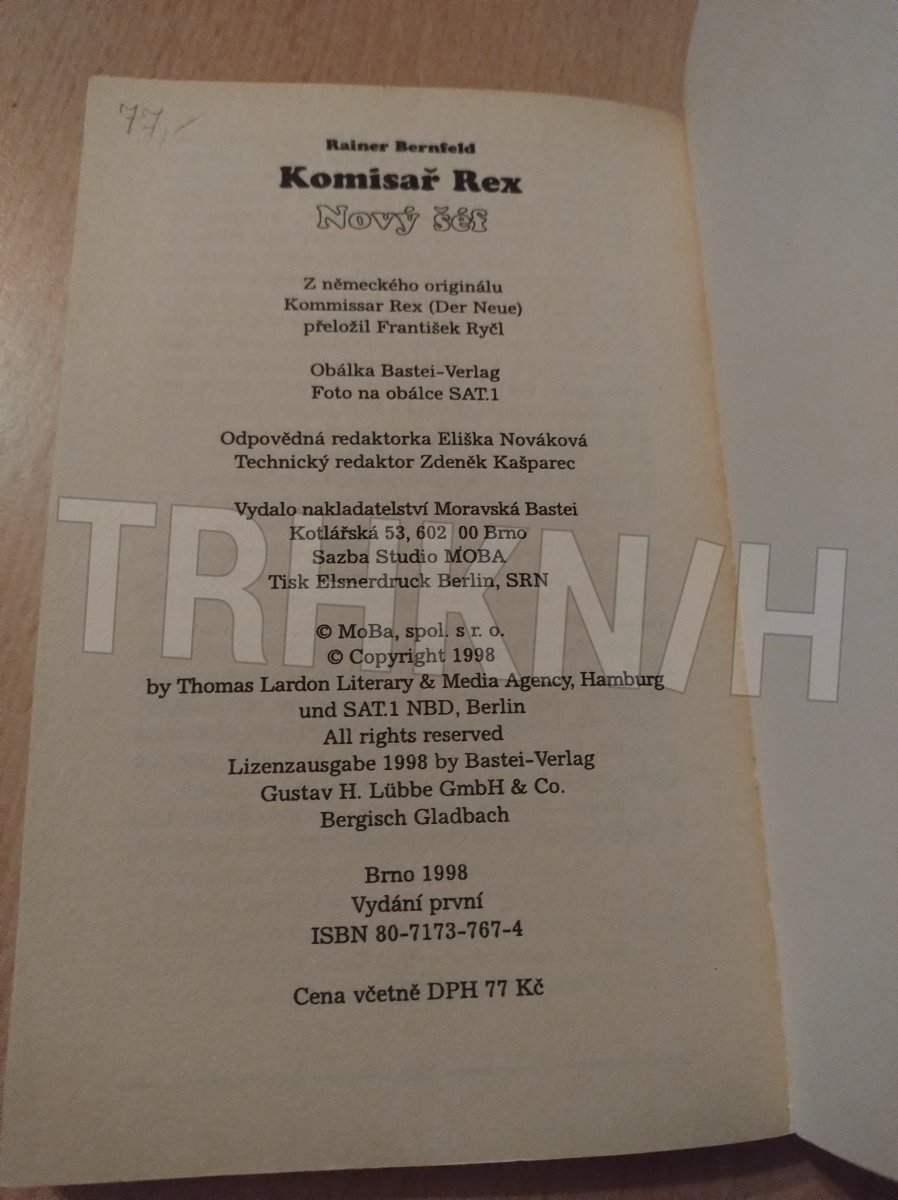 77,-
Rainer Bernfeld
Komisař Rex
Nový šéf
Z německého originálu
Kommissar Rex (Der Neue)
přeložil František Ryčl
Obálka Bastei-Verlag
Foto na obálce SAT.1
Odpovědná redaktorka Eliška Nováková
Technický redaktor Zdeněk Kašparec
Vydalo nakladatelství Moravská Bastei
Kotlářská 53, 602 00 Brno
Sazba Studio MOBA
Tisk Elsnerdruck Berlin, SRN
TRHKNIH
© MoBa, spol. s r. o.
© Copyright 1998
by Thomas Lardon Literary & Media Agency, Hamburg
und SAT.1 NBD, Berlin
All rights reserved
Lizenzausgabe 1998 by Bastei-Verlag
Gustav H. Lübbe GmbH & Co.
Bergisch Gladbach
Brno 1998
Vydání první
ISBN 80-7173-767-4
Cena včetně DPH 77 Kč